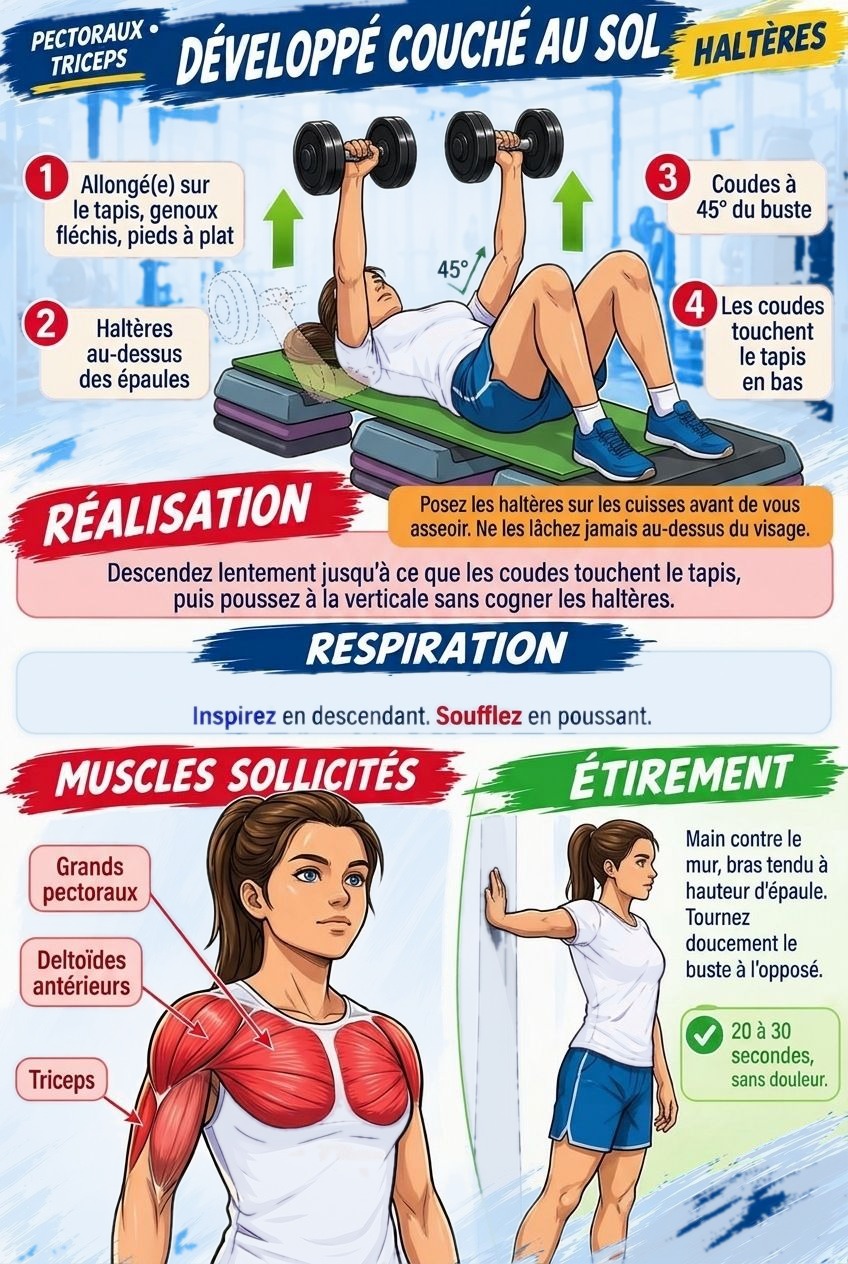 PECTORAUX •
TRICEPS
DÉVELOPPÉ COUCHÉ AU SOL
HALTÈRES
1
Allongé(e) sur
le tapis, genoux
fléchis, pieds à plat
2
Haltères
au-dessus
des épaules
45°
3
Coudes à
45° du buste
4
Les coudes
touchent
le tapis
en bas
RÉALISATION
Posez les haltères sur les cuisses avant de vous
asseoir. Ne les lâchez jamais au-dessus du visage.
Descendez lentement jusqu'à ce que les coudes touchent le tapis,
puis poussez à la verticale sans cogner les haltères.
RESPIRATION
Inspirez en descendant. Soufflez en poussant.
MUSCLES SOLLICITÉS
Grands
pectoraux
Deltoïdes
antérieurs
Triceps
ÉTIREMENT
Main contre le
mur, bras tendu à
hauteur d'épaule.
Tournez
doucement le
buste à l'opposé.
20 à 30
secondes,
sans douleur.